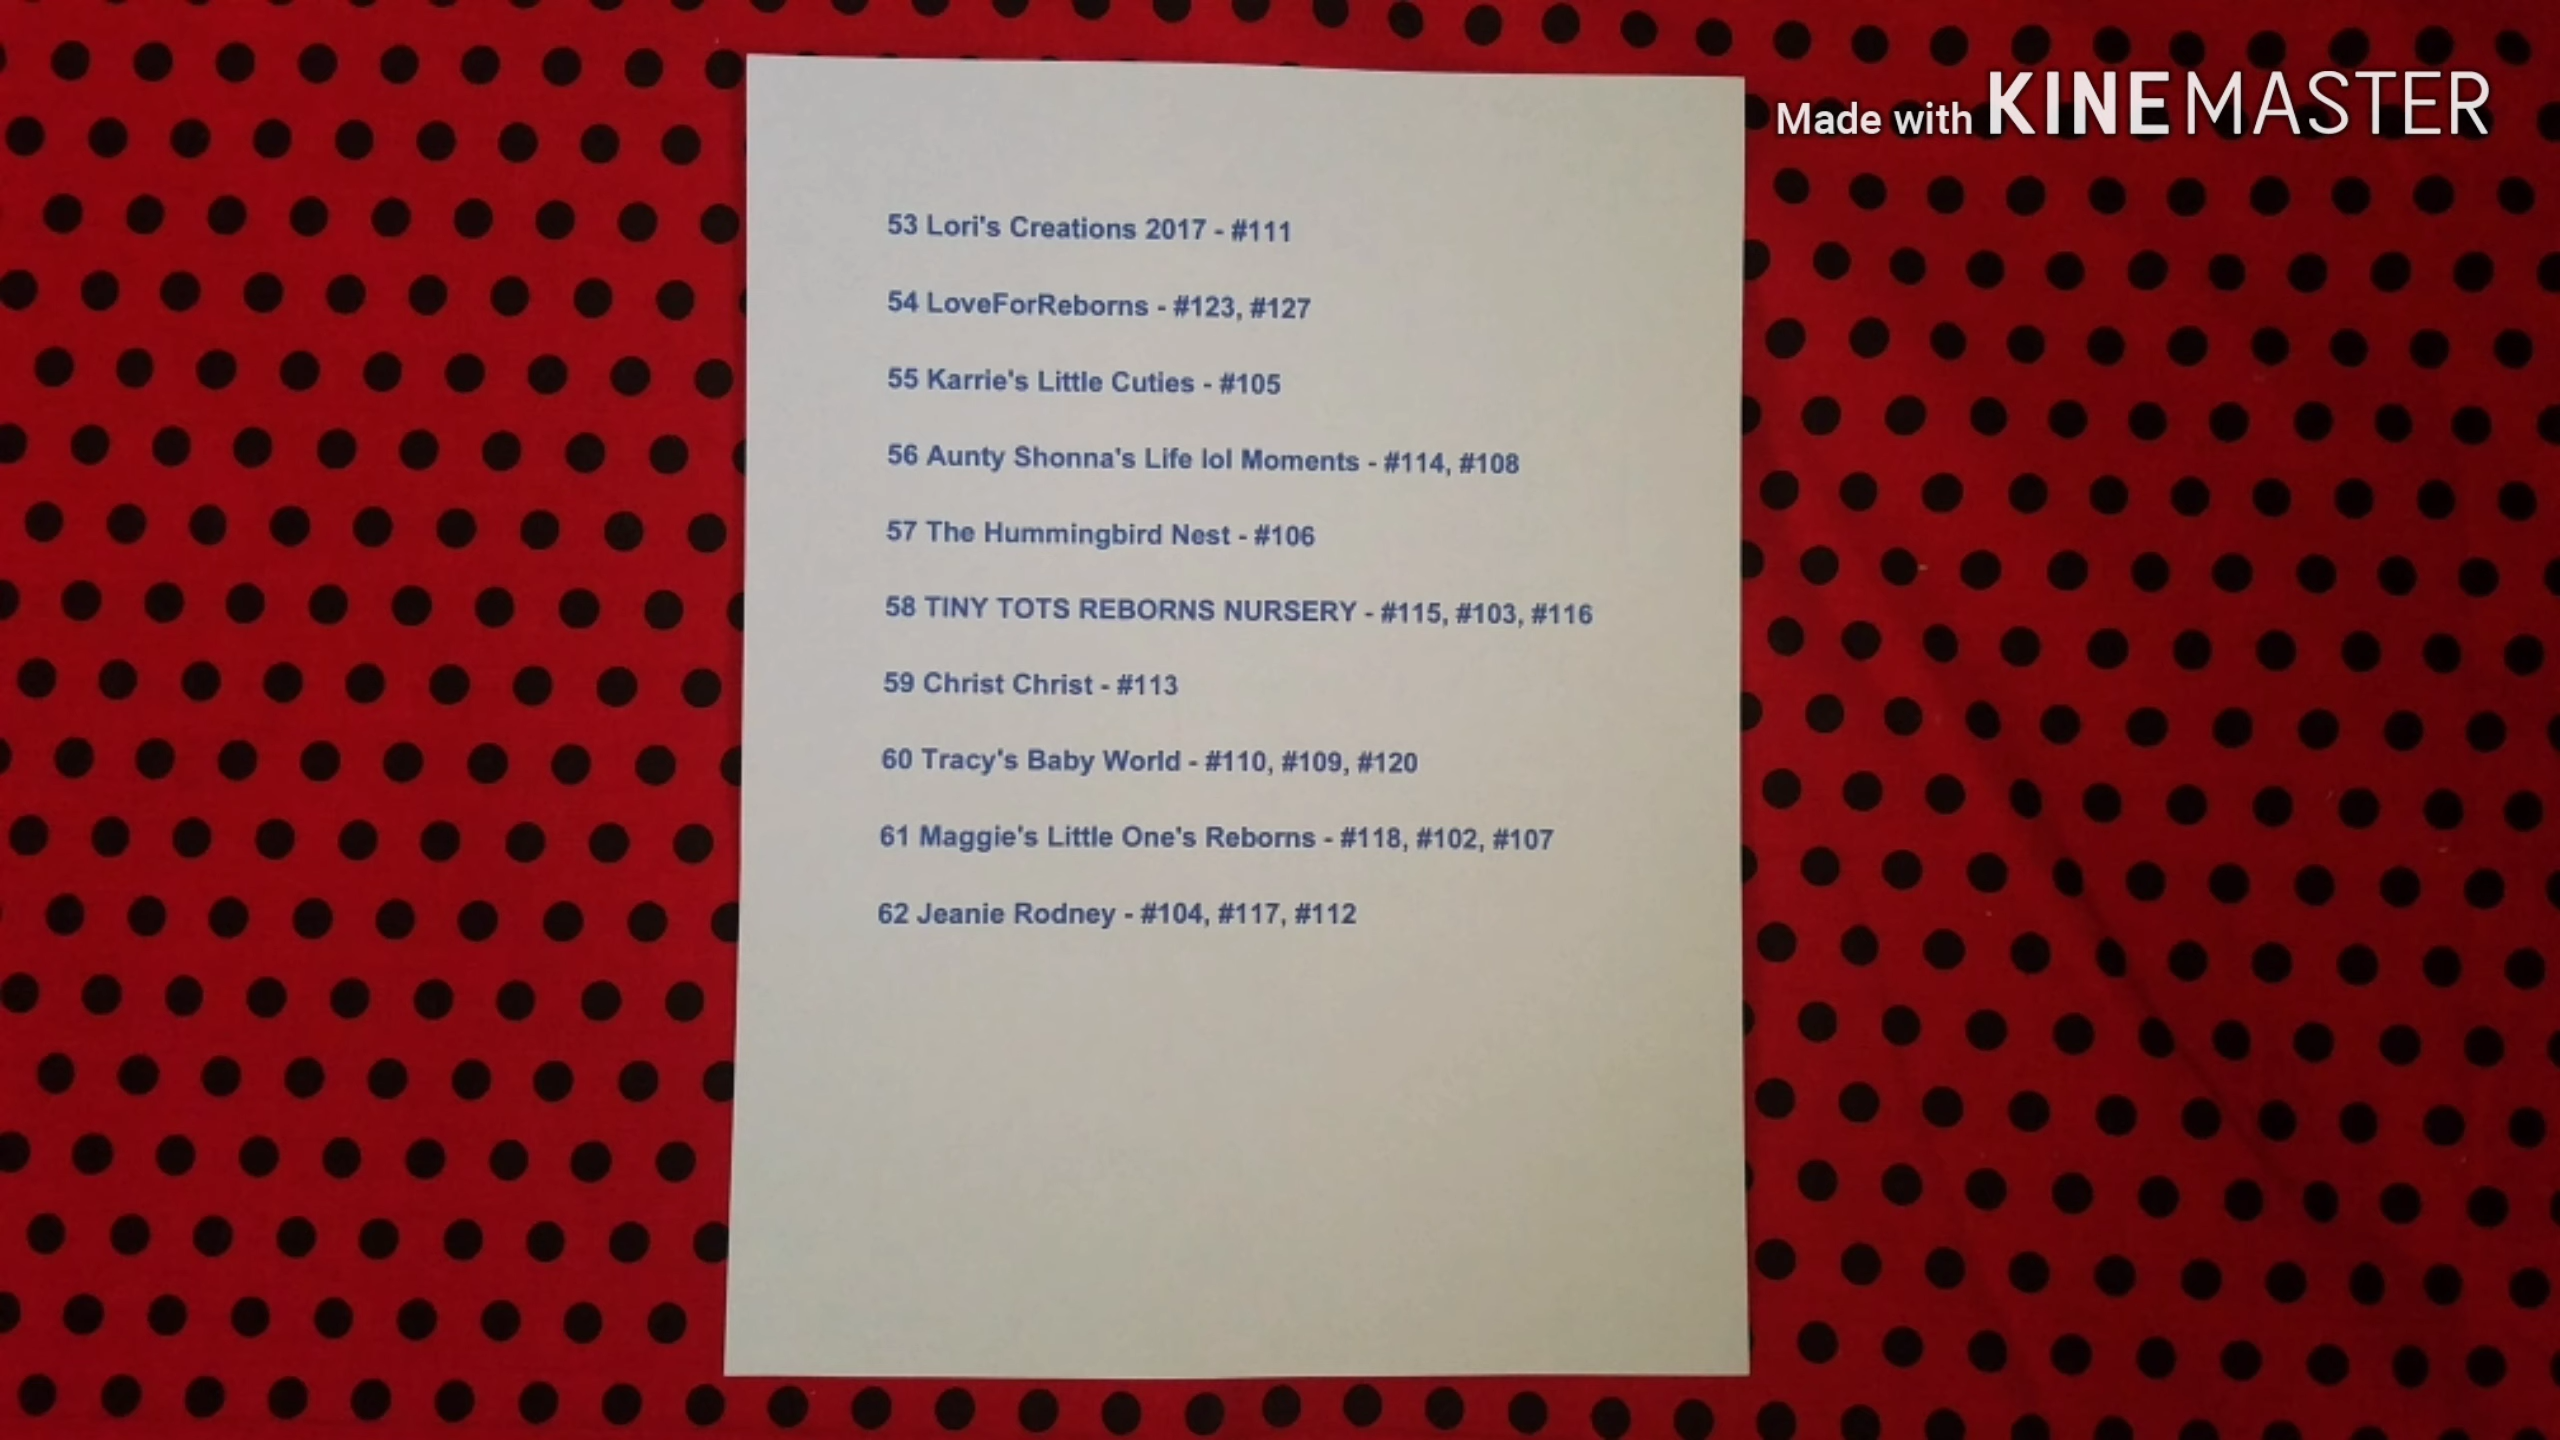 Made with KINEMASTER
53 Lori's Creations 2017 - #111
54 LoveForReborns - #123, #127
55 Karrie's Little Cuties - #105
56 Aunty Shonna's Life lol Moments - #114, #108
57 The Hummingbird Nest - #106
58 TINY TOTS REBORNS NURSERY - #115, #103, #116
59 Christ Christ - #113
60 Tracy's Baby World - #110, #109, #120
61 Maggie's Little One's Reborns - #118, #102, #107
62 Jeanie Rodney - #104, #117, #112